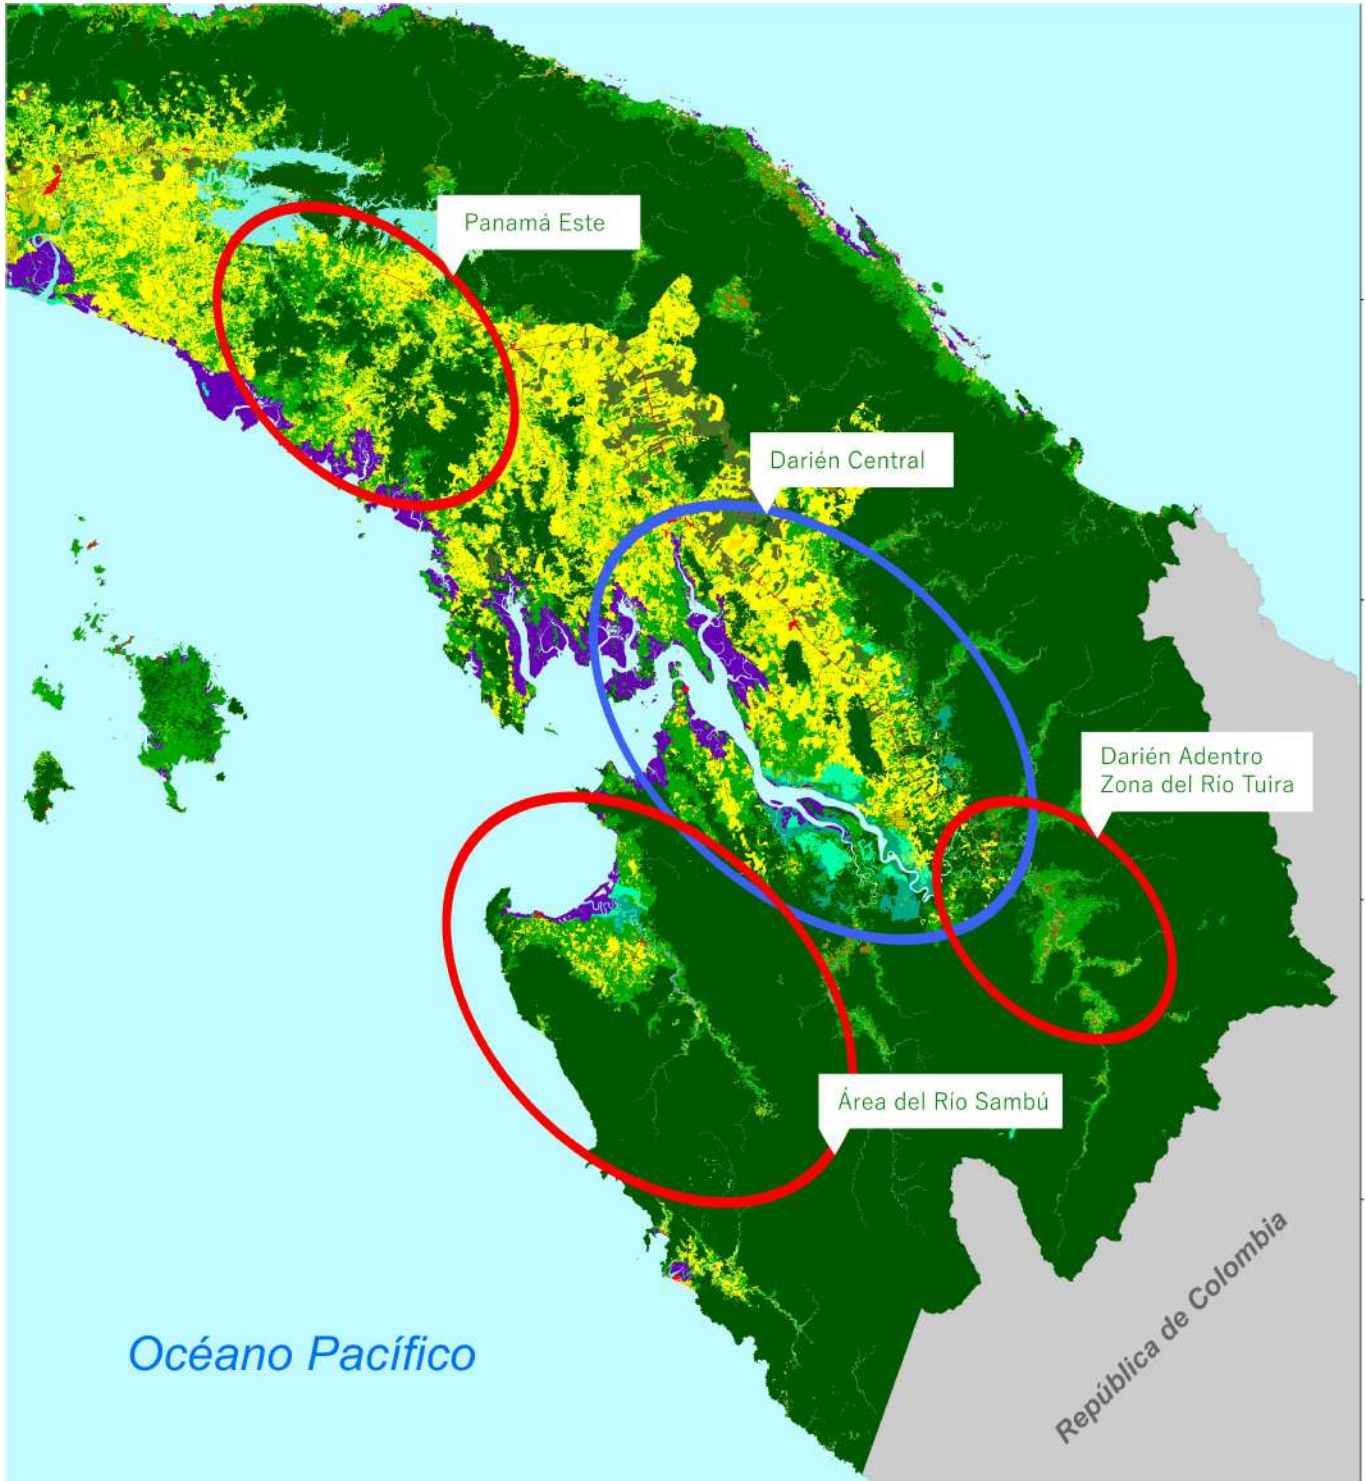 Panamá Este
Darién Central
Darién Adentro
Zona del Río Tuira
Área del Río Sambú
Océano Pacífico
República de Colombia